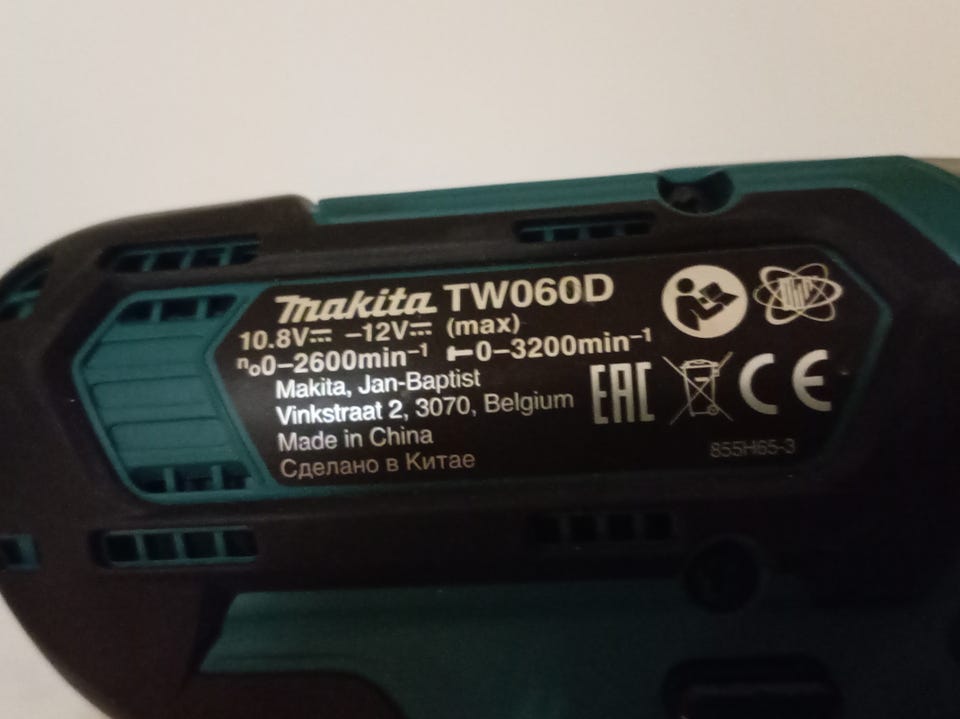 makita TW060D
10.8V⎓ –12V⎓ (max)
n₀0–2600min⁻¹ 0–3200min⁻¹
Makita, Jan-Baptist
Vinkstraat 2, 3070, Belgium
Made in China
Сделано в Китае
EAC
CE
855H65-3